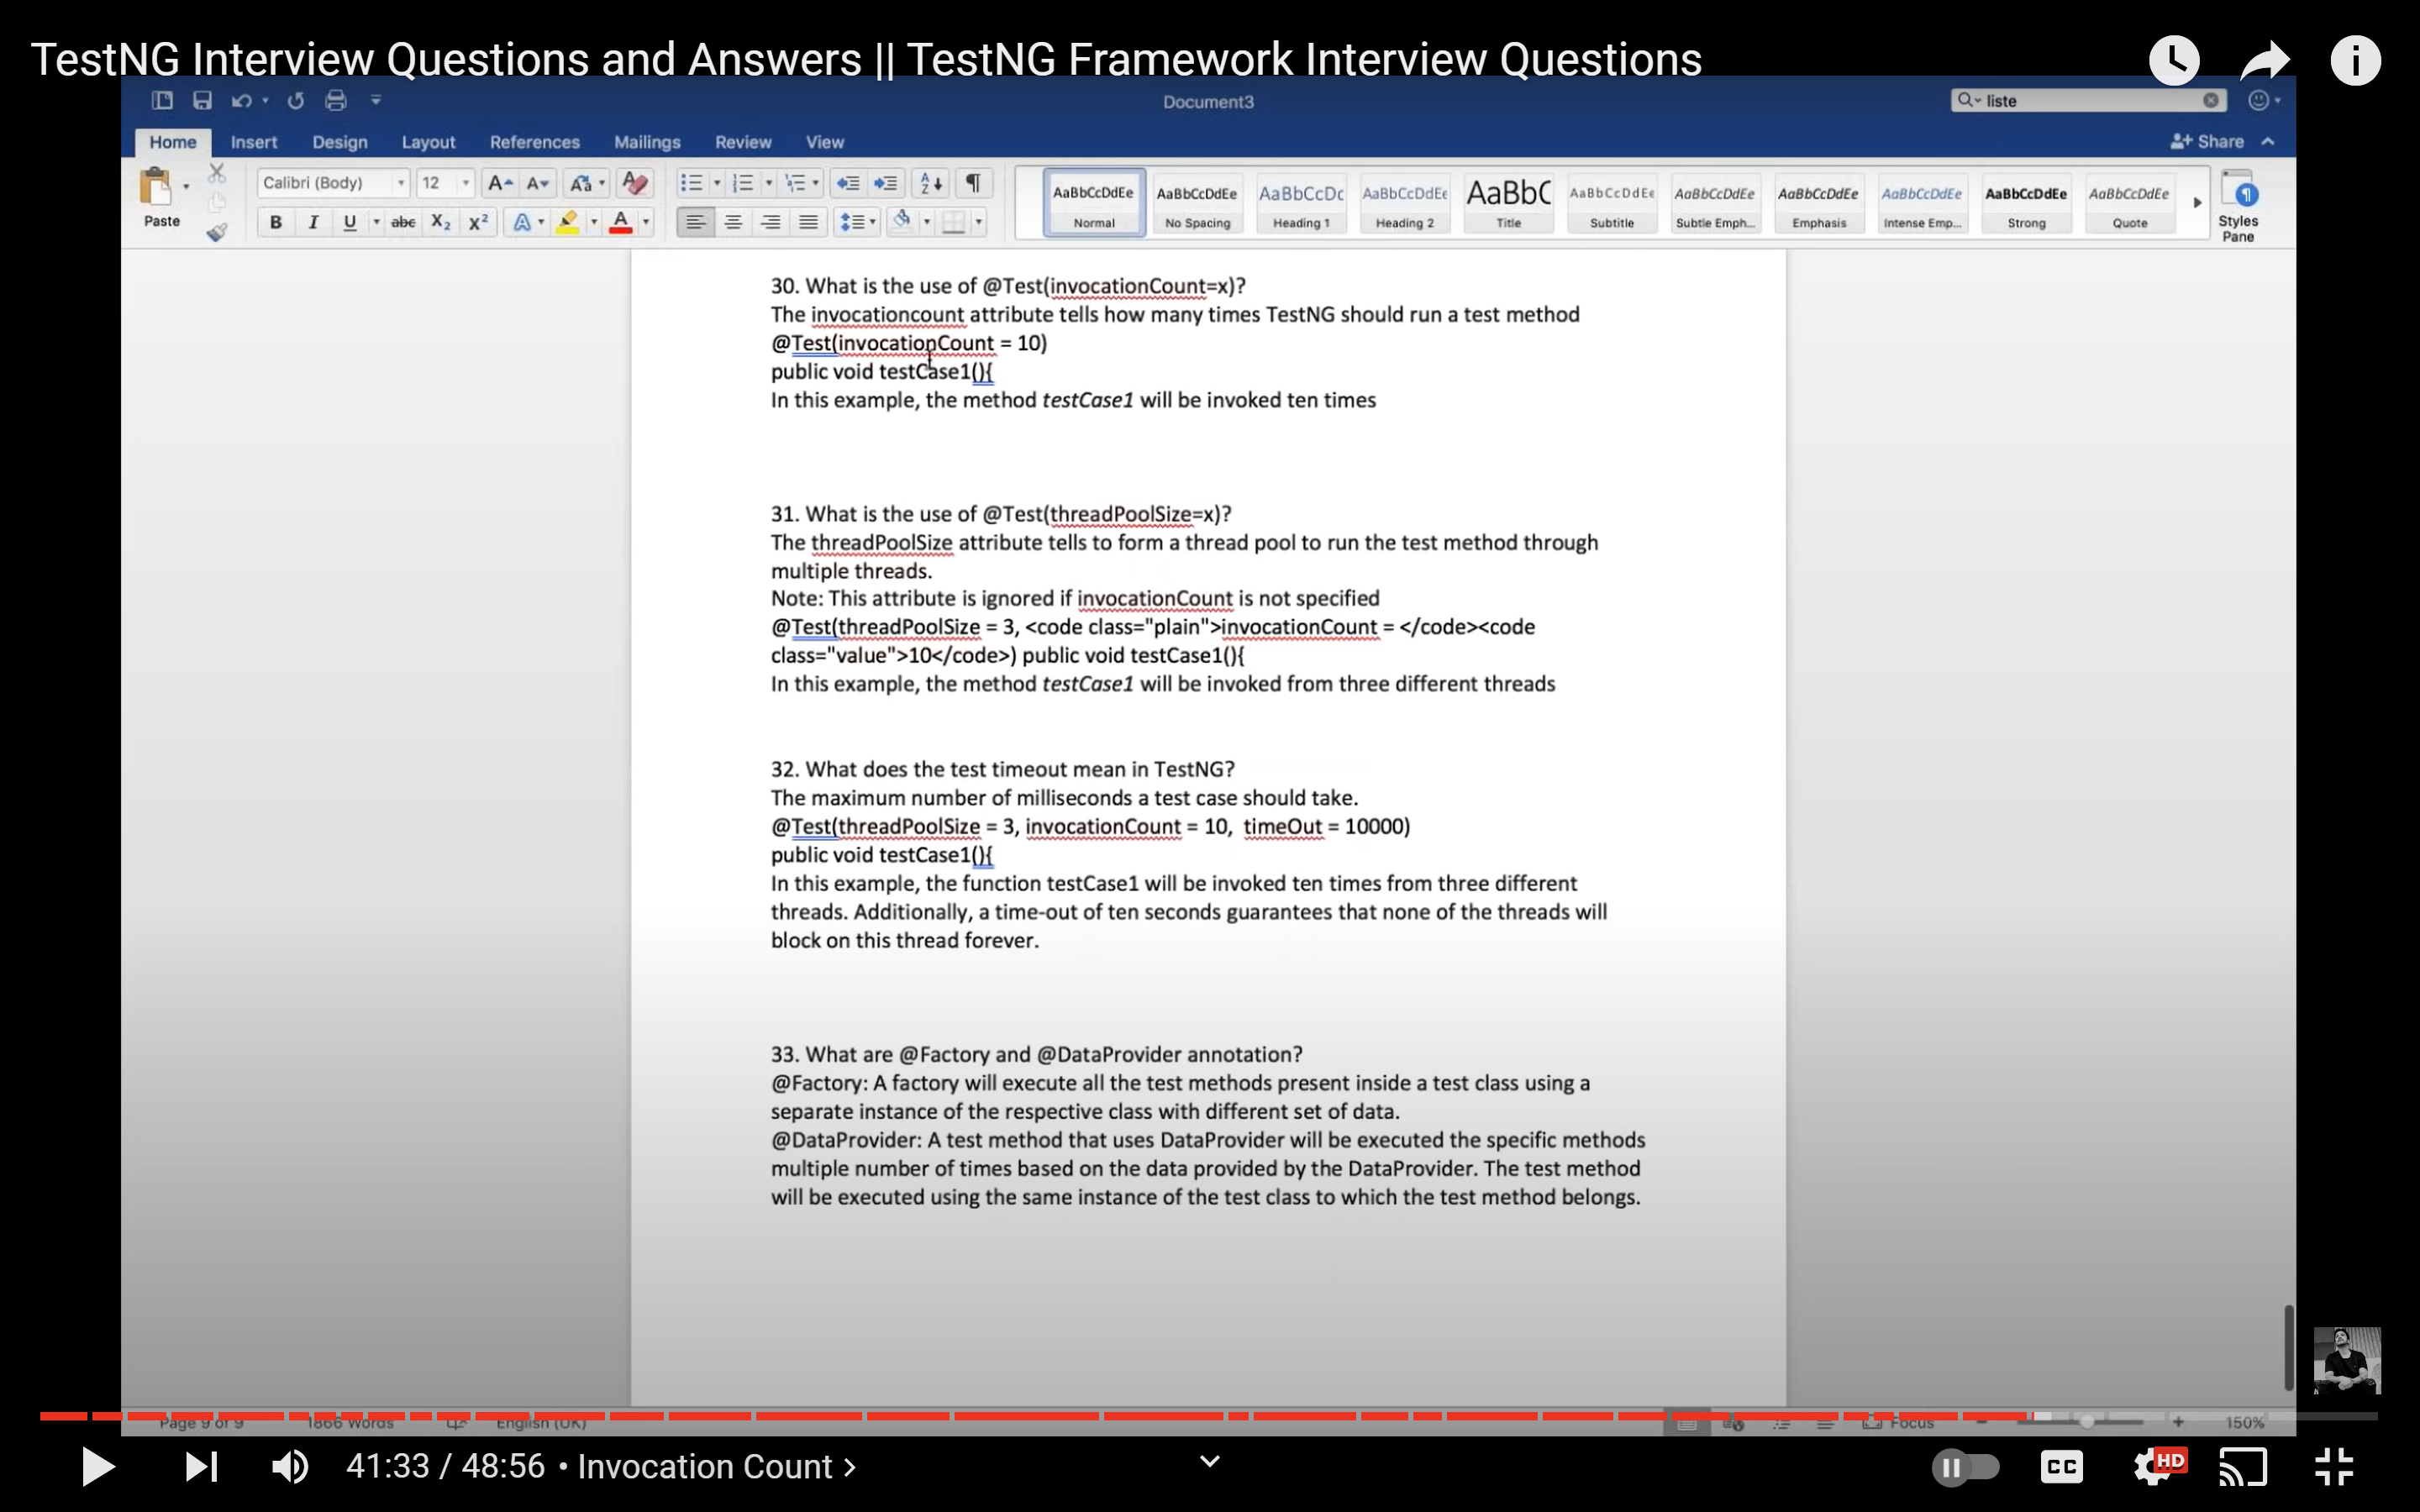 TestNG Interview Questions and Answers || TestNG Framework Interview Questions
Document3
liste
Home Insert Design Layout References Mailings Review View
Share
Paste
Calibri (Body) 12
AaBbCcDdEe AaBbCcDdEe AaBbCcDc AaBbCcDdEe AaBbC AaBbCcDdEe AaBbCcDdEe AaBbCcDdEe AaBbCcDdEe AaBbCcDdEe AaBbCcDdEe
Normal No Spacing Heading 1 Heading 2 Title Subtitle Subtle Emph... Emphasis Intense Emp... Strong Quote
Styles
Pane
30. What is the use of @Test(invocationCount=x)?
The invocationcount attribute tells how many times TestNG should run a test method
@Test(invocationCount = 10)
public void testCase1(){
In this example, the method testCase1 will be invoked ten times
31. What is the use of @Test(threadPoolSize=x)?
The threadPoolSize attribute tells to form a thread pool to run the test method through
multiple threads.
Note: This attribute is ignored if invocationCount is not specified
@Test(threadPoolSize = 3, <code class="plain">invocationCount = </code><code
class="value">10</code>) public void testCase1(){
In this example, the method testCase1 will be invoked from three different threads
32. What does the test timeout mean in TestNG?
The maximum number of milliseconds a test case should take.
@Test(threadPoolSize = 3, invocationCount = 10,  timeOut = 10000)
public void testCase1(){
In this example, the function testCase1 will be invoked ten times from three different
threads. Additionally, a time-out of ten seconds guarantees that none of the threads will
block on this thread forever.
33. What are @Factory and @DataProvider annotation?
@Factory: A factory will execute all the test methods present inside a test class using a
separate instance of the respective class with different set of data.
@DataProvider: A test method that uses DataProvider will be executed the specific methods
multiple number of times based on the data provided by the DataProvider. The test method
will be executed using the same instance of the test class to which the test method belongs.
Page 9 of 9 1866 Words English (UK) Focus 150%
41:33 / 48:56 • Invocation Count
CC HD